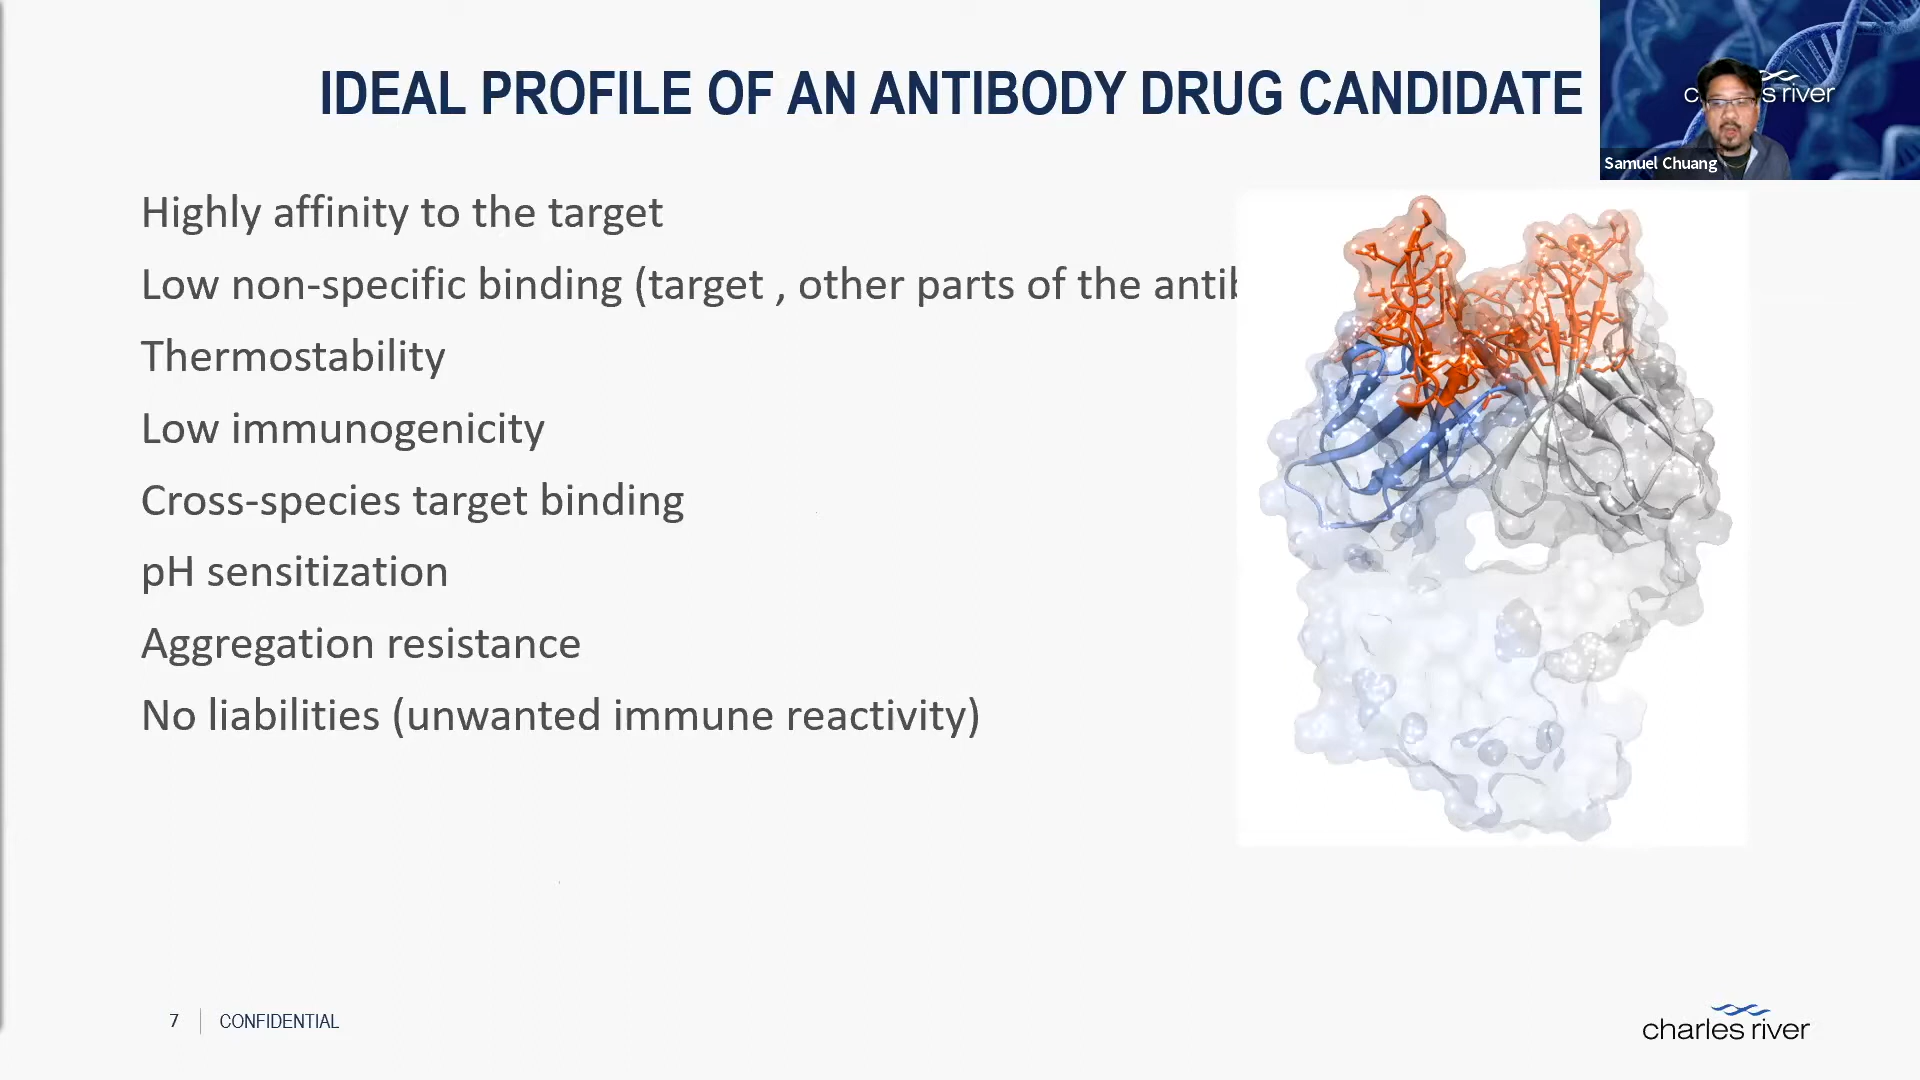 IDEAL PROFILE OF AN ANTIBODY DRUG CANDIDATE
Samuel Chuang
Highly affinity to the target
Low non-specific binding (target , other parts of the
Thermostability
Low immunogenicity
Cross-species target binding
pH sensitization
Aggregation resistance
No liabilities (unwanted immune reactivity)
7
CONFIDENTIAL
charles river